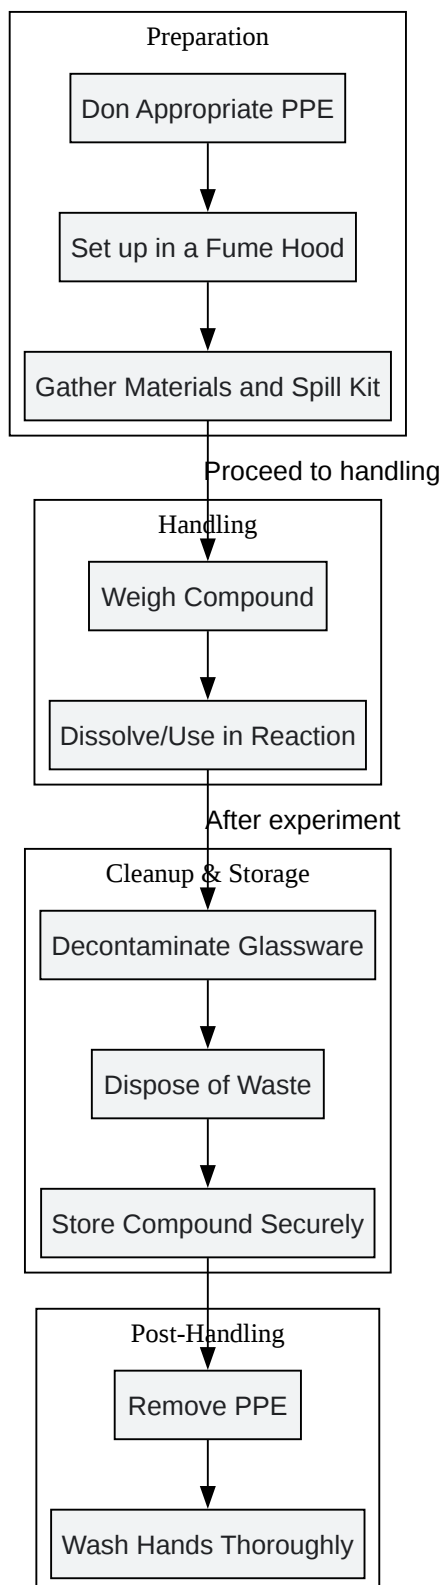 Preparation
Don Appropriate PPE
Set up in a Fume Hood
Gather Materials and Spill Kit
Proceed to handling
Handling
Weigh Compound
Dissolve/Use in Reaction
After experiment
Cleanup & Storage
Decontaminate Glassware
Dispose of Waste
Store Compound Securely
Post-Handling
Remove PPE
Wash Hands Thoroughly